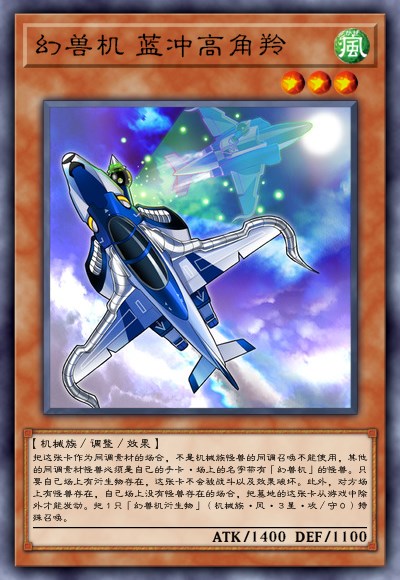 幻兽机 蓝冲高角羚
風
【机械族／调整／效果】
把这张卡作为同调素材的场合，不是机械族怪兽的同调召唤不能使用，其他
的同调素材怪兽必须是自己的手卡·场上的名字带有「幻兽机」的怪兽。只
要自己场上有衍生物存在，这张卡不会被战斗以及效果破坏。此外，对方场
上有怪兽存在，自己场上没有怪兽存在的场合，把墓地的这张卡从游戏中除
外才能发动。把1只「幻兽机衍生物」（机械族·风·3星·攻／守0）特
殊召唤。
ATK/1400 DEF/1100